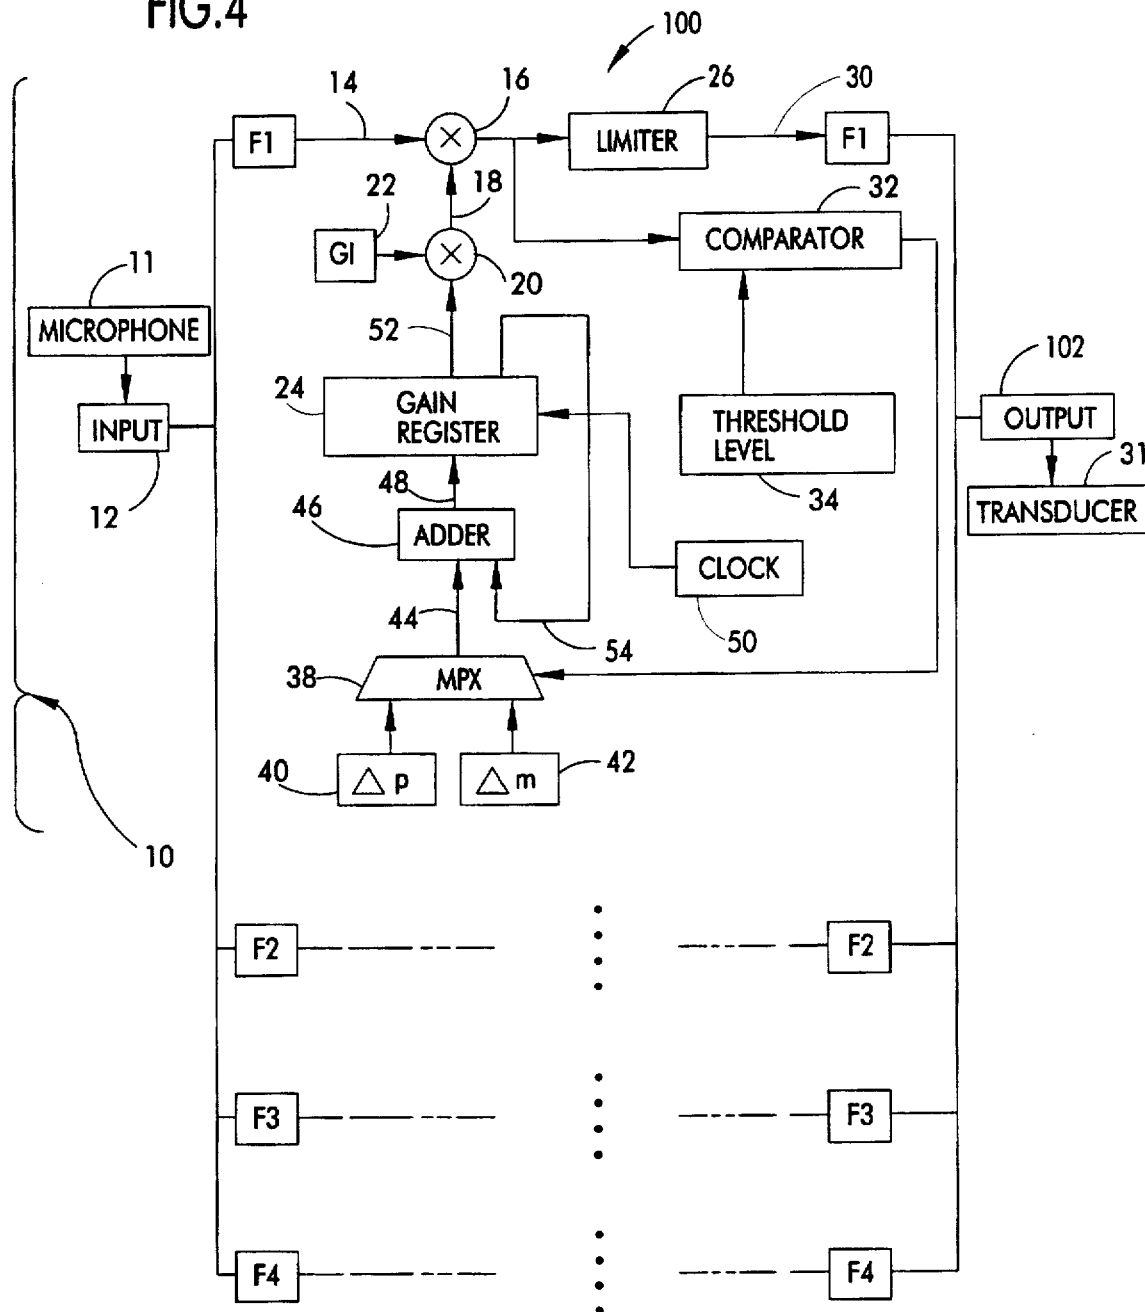 FIG.4
100
14
16
26
30
F1
LIMITER
F1
18
22
32
GI
COMPARATOR
20
11
MICROPHONE
52
102
24
GAIN
REGISTER
THRESHOLD
LEVEL
INPUT
OUTPUT
12
48
34
31
46
ADDER
TRANSDUCER
CLOCK
44
54
50
38
MPX
40
△ p
△ m
42
10
F2
F2
F3
F3
F4
F4